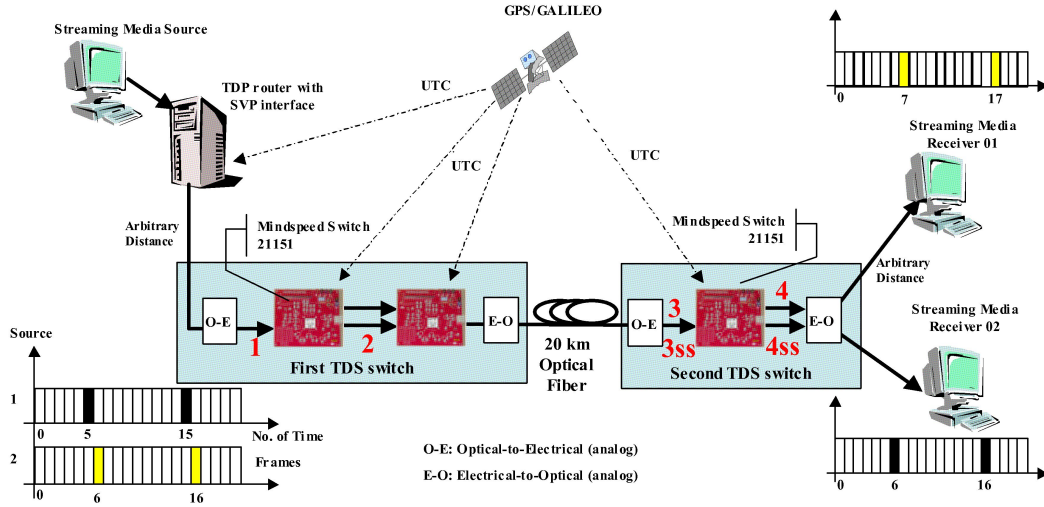 GPS/GALILEO
Streaming Media Source
TDP router with
SVP interface
UTC
UTC
UTC
0
7
17
Streaming Media
Receiver 01
Arbitrary
Distance
Mindspeed Switch
21151
Mindspeed Switch
21151
Arbitrary
Distance
O-E
1
2
E-O
First TDS switch
20 km
Optical
Fiber
O-E
3
3ss
4
4ss
E-O
Second TDS switch
Streaming Media
Receiver 02
Source
1
0
5
15
No. of Time
2
Frames
0
6
16
O-E: Optical-to-Electrical (analog)
E-O: Electrical-to-Optical (analog)
0
6
16